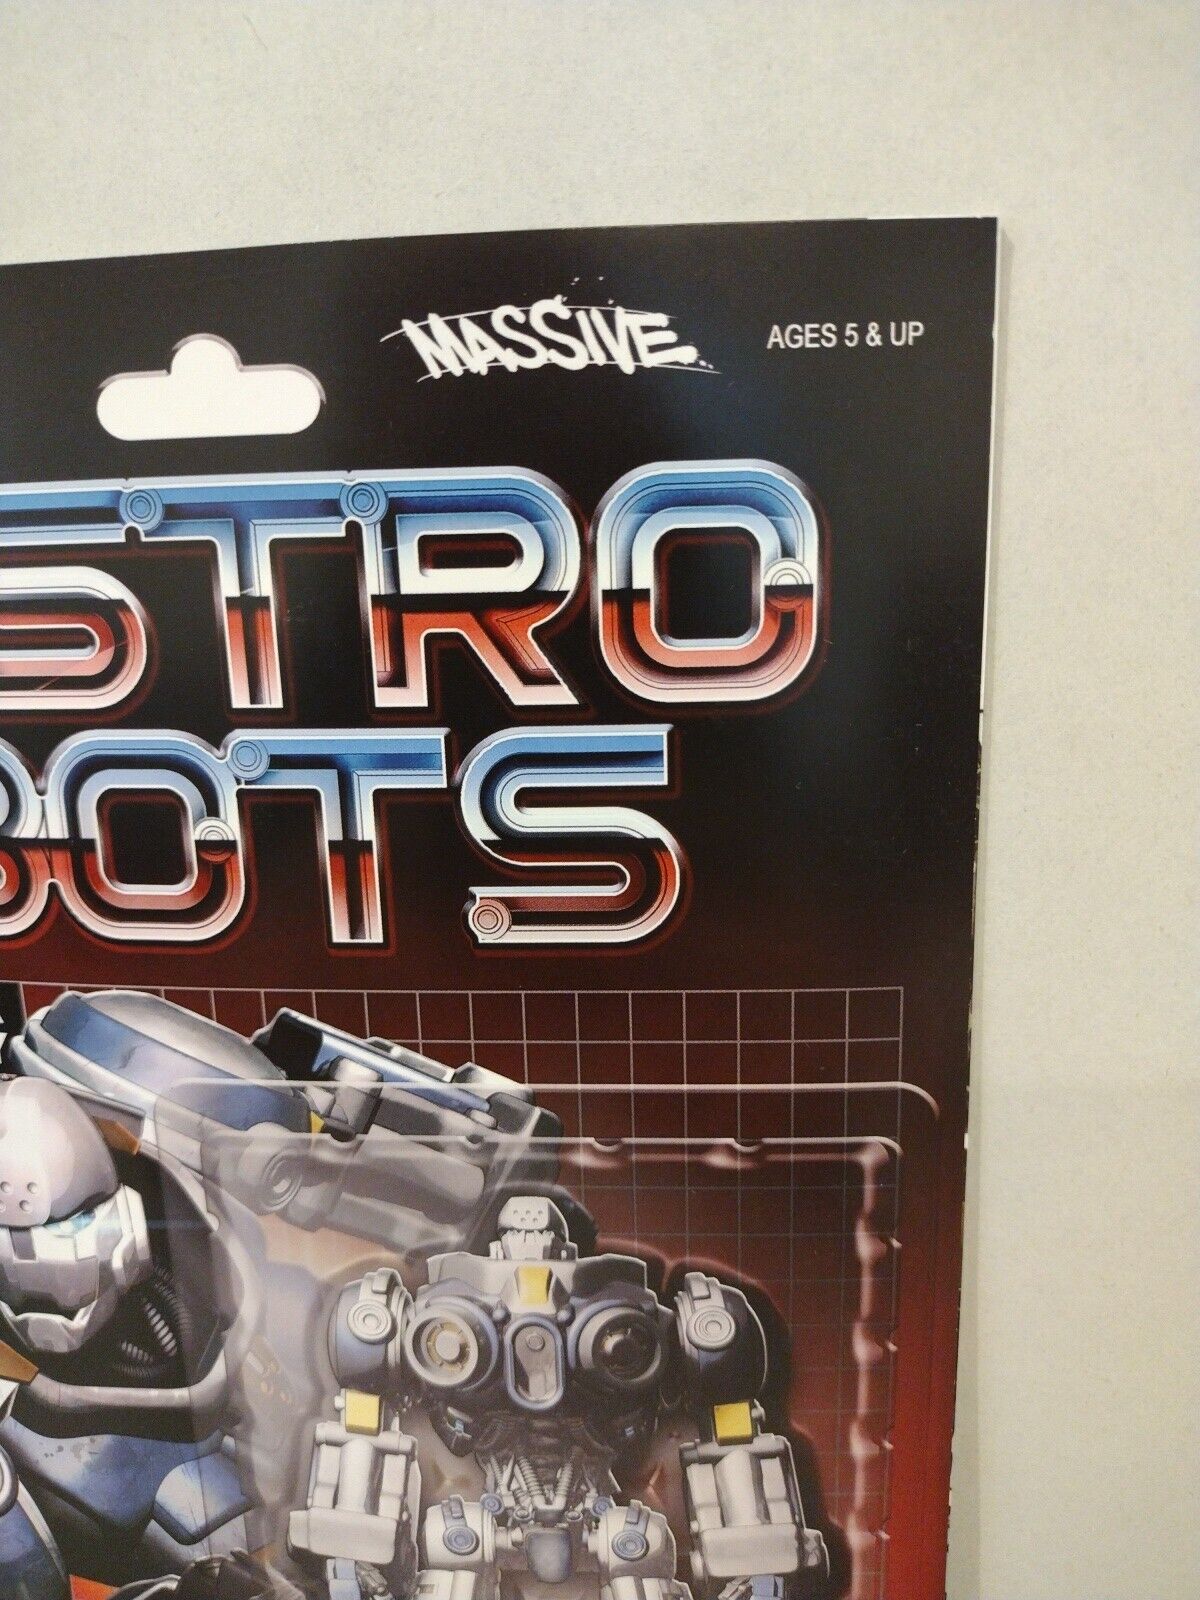 MASSIVE
AGES 5 & UP
STRO
BOTS